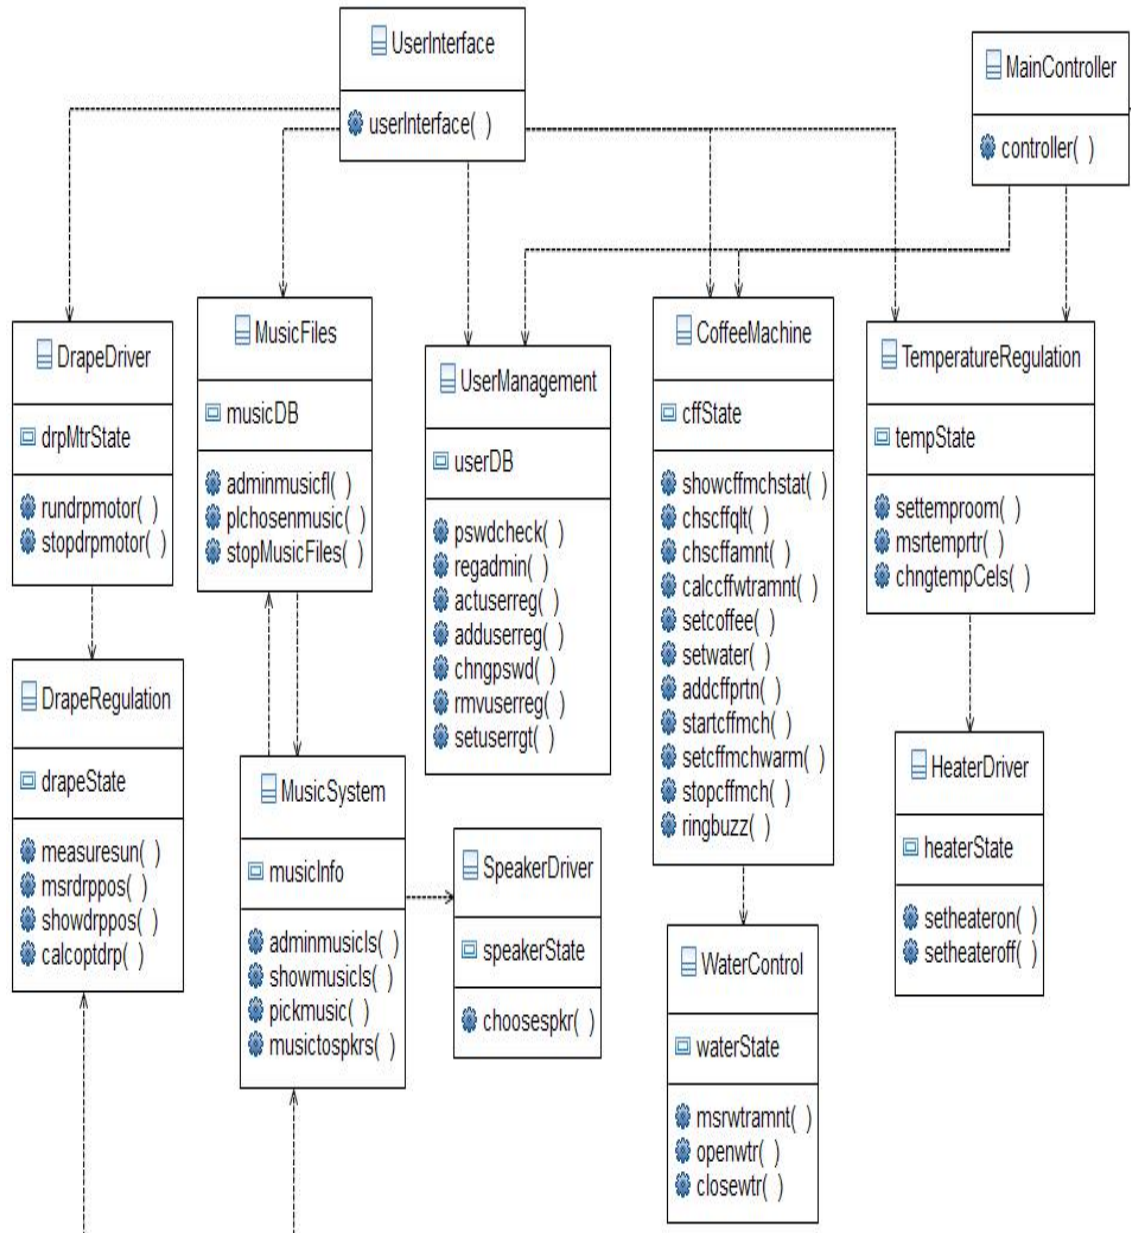 UserInterface
userInterface( )
MainController
controller( )
DrapeDriver
drpMtrState
rundrpmotor( )
stopdrpmotor( )
MusicFiles
musicDB
adminmusicfl( )
plchosenmusic( )
stopMusicFiles( )
UserManagement
userDB
pswdcheck( )
regadmin( )
actuserreg( )
adduserreg( )
chngpswd( )
rmvuserreg( )
setuserrgt( )
CoffeeMachine
cffState
showcffmchstat( )
chscffqlt( )
chscffamnt( )
calccffwtramnt( )
setcoffee( )
setwater( )
addcffprtn( )
startcffmch( )
setcffmchwarm( )
stopcffmch( )
ringbuzz( )
TemperatureRegulation
tempState
settemproom( )
msrtemprtr( )
chngtempCels( )
DrapeRegulation
drapeState
measuresun( )
msrdrppos( )
showdrppos( )
calcoptdrp( )
MusicSystem
musicInfo
adminmusicls( )
showmusicls( )
pickmusic( )
musictospkrs( )
SpeakerDriver
speakerState
choosespkr( )
HeaterDriver
heaterState
setheateron( )
setheateroff( )
WaterControl
waterState
msrwtramnt( )
openwtr( )
closewtr( )